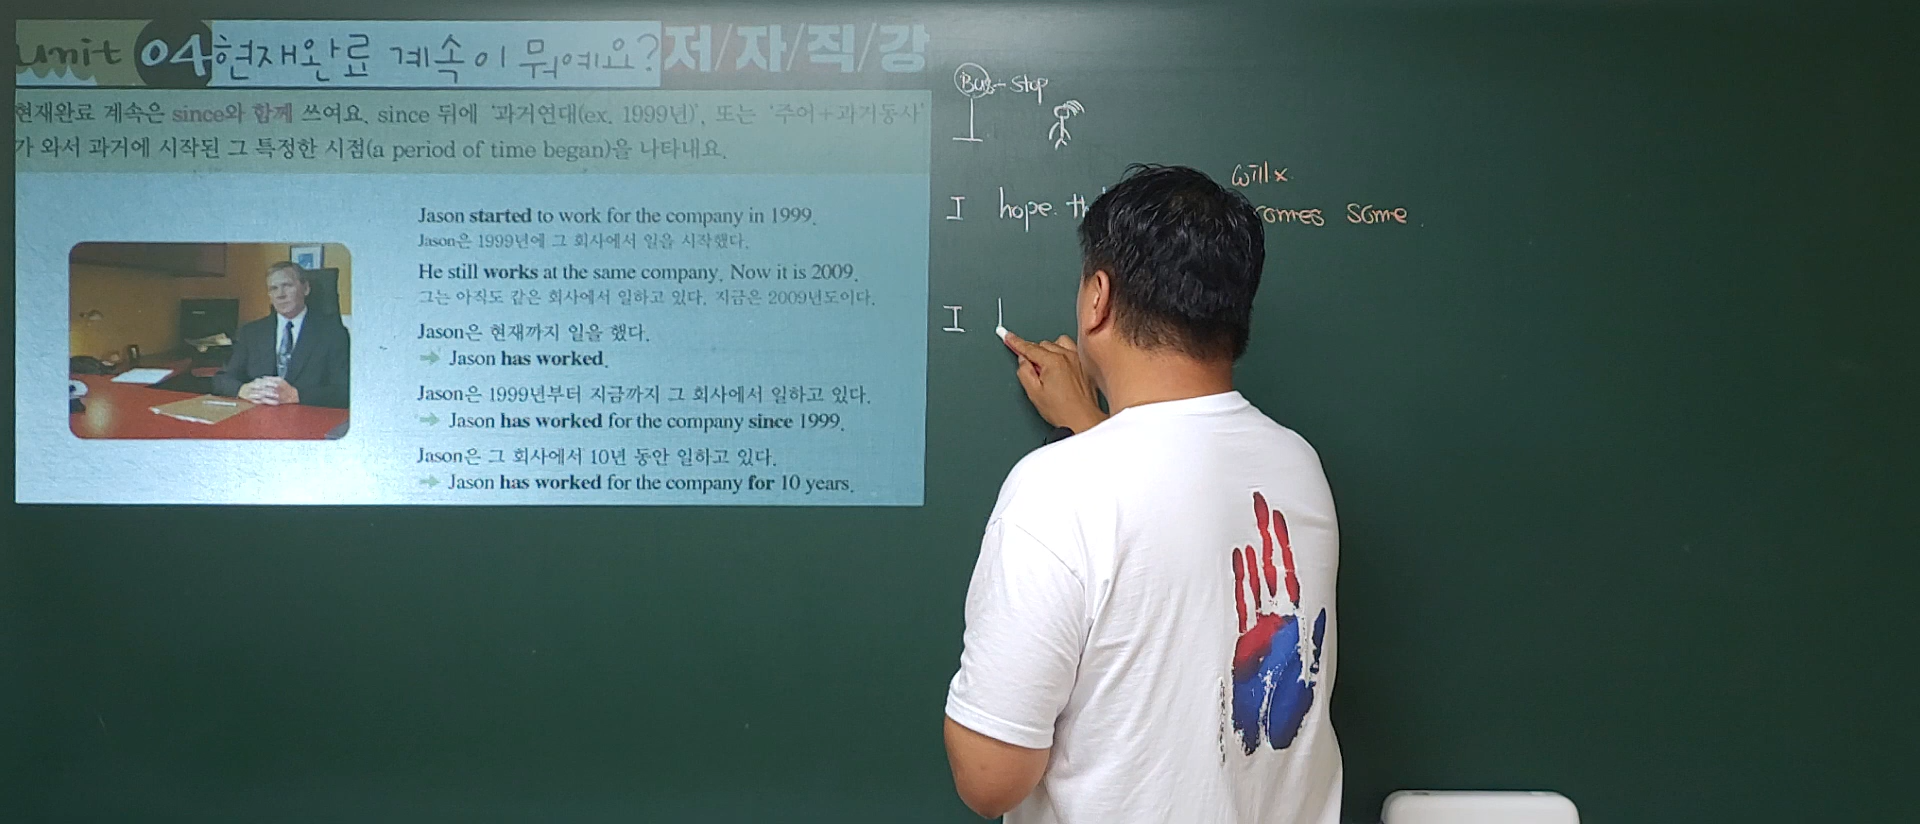 unit 04 현재완료 계속이 뭐예요? 저/자/직/강
현재완료 계속은 since와 함께 쓰여요. since 뒤에 '과거연대(ex. 1999년)', 또는 '주어+과거동사'
가 와서 과거에 시작된 그 특정한 시점(a period of time began)을 나타내요.
Jason started to work for the company in 1999.
Jason은 1999년에 그 회사에서 일을 시작했다.
He still works at the same company. Now it is 2009.
그는 아직도 같은 회사에서 일하고 있다. 지금은 2009년도이다.
Jason은 현재까지 일을 했다.
→ Jason has worked.
Jason은 1999년부터 지금까지 그 회사에서 일하고 있다.
→ Jason has worked for the company since 1999.
Jason은 그 회사에서 10년 동안 일하고 있다.
→ Jason has worked for the company for 10 years.
Bus-stop
will x
I hope comes some.
I